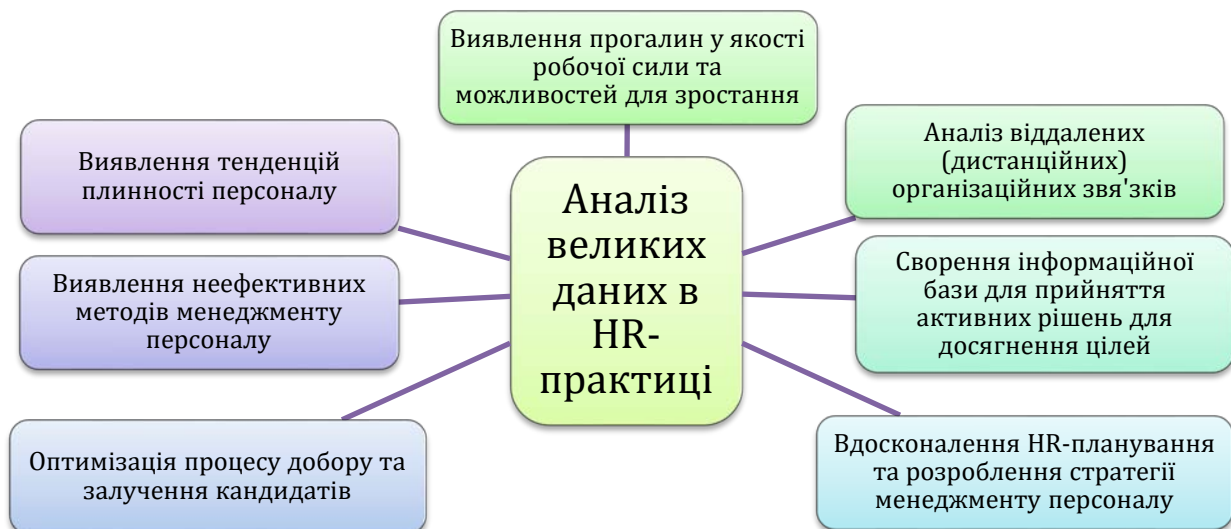 Виявлення прогалин у якості
робочої сили та
можливостей для зростання
Виявлення тенденцій
плинності персоналу
Аналіз віддалених
(дистанційних)
організаційних звя'зків
Аналіз
великих
даних в
HR-
практиці
Виявлення неефективних
методів менеджменту
персоналу
Сворення інформаційної
бази для прийняття
активних рішень для
досягнення цілей
Оптимізація процесу добору та
залучення кандидатів
Вдосконалення HR-планування
та розроблення стратегії
менеджменту персоналу